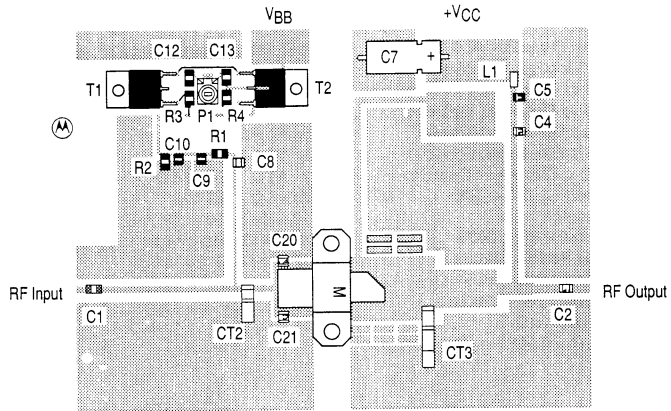 VBB
+VCC
C12
C13
C7
+
L1
T1
T2
C5
R3
P1
R4
C4
R1
C10
R2
C9
C8
C20
M
RF Input
RF Output
C1
C2
CT2
C21
CT3